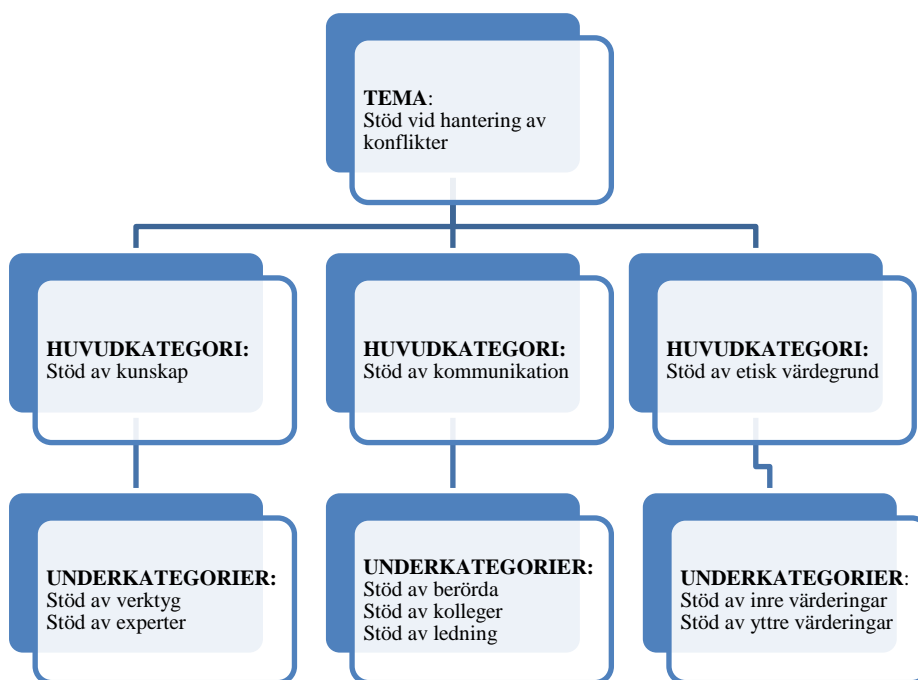 TEMA:
Stöd vid hantering av
konflikter
HUVUDKATEGORI:
Stöd av kunskap
HUVUDKATEGORI:
Stöd av kommunikation
HUVUDKATEGORI:
Stöd av etisk värdegrund
UNDERKATEGORIER:
Stöd av verktyg
Stöd av experter
UNDERKATEGORIER:
Stöd av berörda
Stöd av kolleger
Stöd av ledning
UNDERKATEGORIER:
Stöd av inre värderingar
Stöd av yttre värderingar